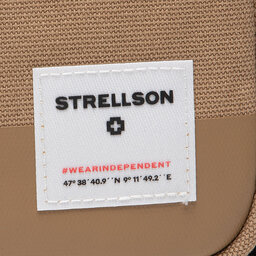 STRELLSON
#WEARINDEPENDENT
47° 38´40.9´´N 9° 11´49.2´´E